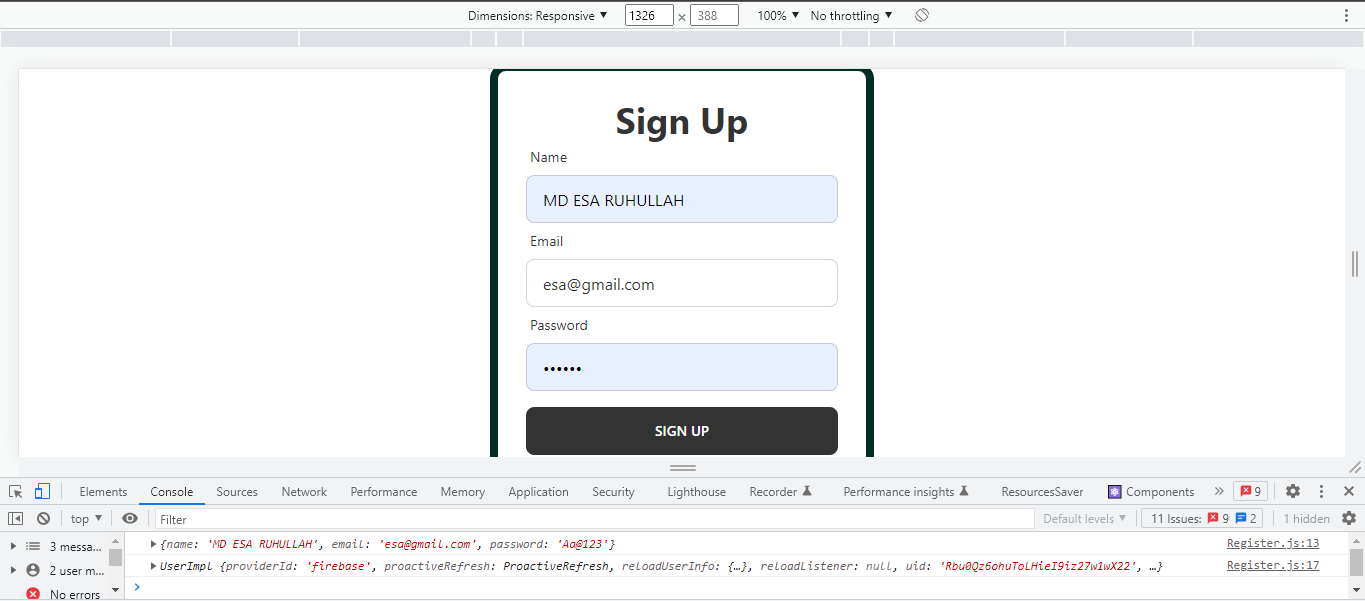 Dimensions: Responsive ▼ 1326 × 388 100% ▼ No throttling ▼
Sign Up
Name
MD ESA RUHULLAH
Email
esa@gmail.com
Password
••••••
SIGN UP
Elements Console Sources Network Performance Memory Application Security Lighthouse Recorder Performance insights ResourcesSaver Components » 9
top ▼ Filter Default levels ▼ 11 Issues: 9 2 1 hidden
3 messa... {name: 'MD ESA RUHULLAH', email: 'esa@gmail.com', password: 'Aa@123'} Register.js:13
2 user m... UserImpl {providerId: 'firebase', proactiveRefresh: ProactiveRefresh, reloadUserInfo: {…}, reloadListener: null, uid: 'Rbu0Qz6ohuToLHieI9iz27w1wX22', …} Register.js:17
No errors